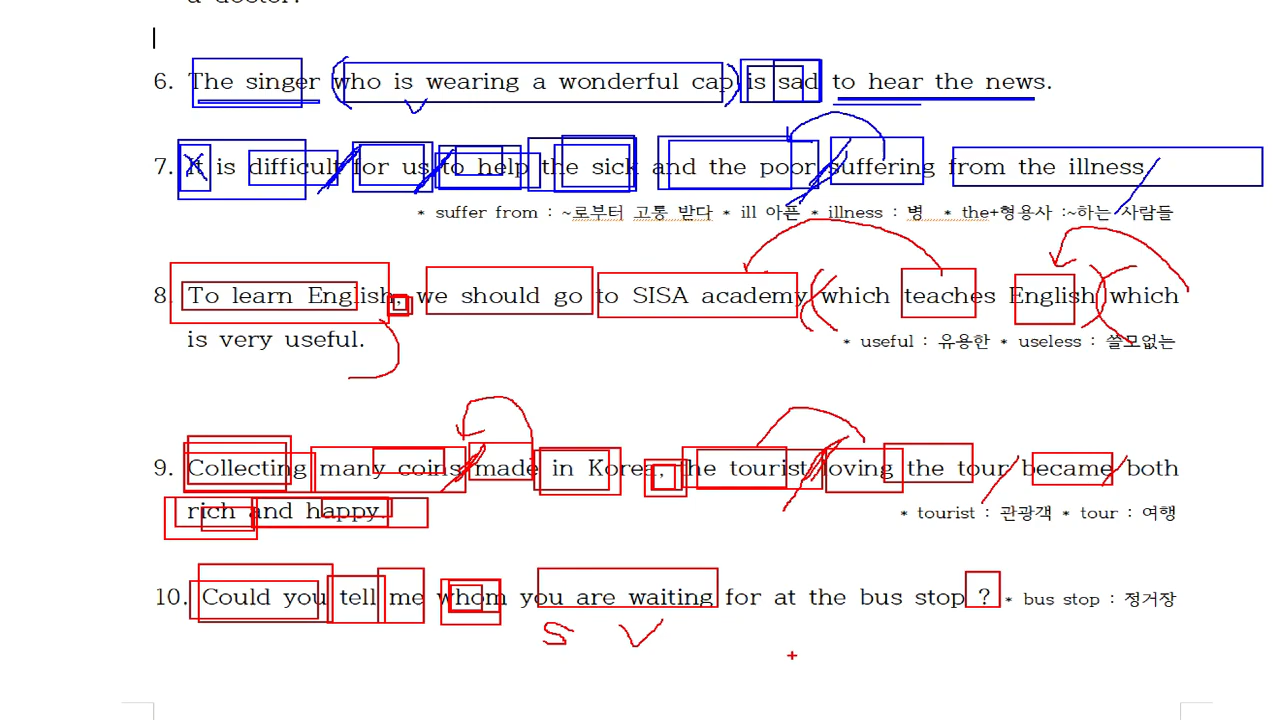 a doctor.
6. The singer who is wearing a wonderful cap is sad to hear the news.
7. It is difficult for us to help the sick and the poor suffering from the illness.
* suffer from : ~로부터 고통 받다 * ill 아픈 * illness : 병 * the+형용사 :~하는 사람들
8. To learn English, we should go to SISA academy which teaches English which
is very useful. * useful : 유용한 * useless : 쓸모없는
9. Collecting many coins made in Korea, the tourist loving the tour became both
rich and happy. * tourist : 관광객 * tour : 여행
10. Could you tell me whom you are waiting for at the bus stop ? * bus stop : 정거장
S V